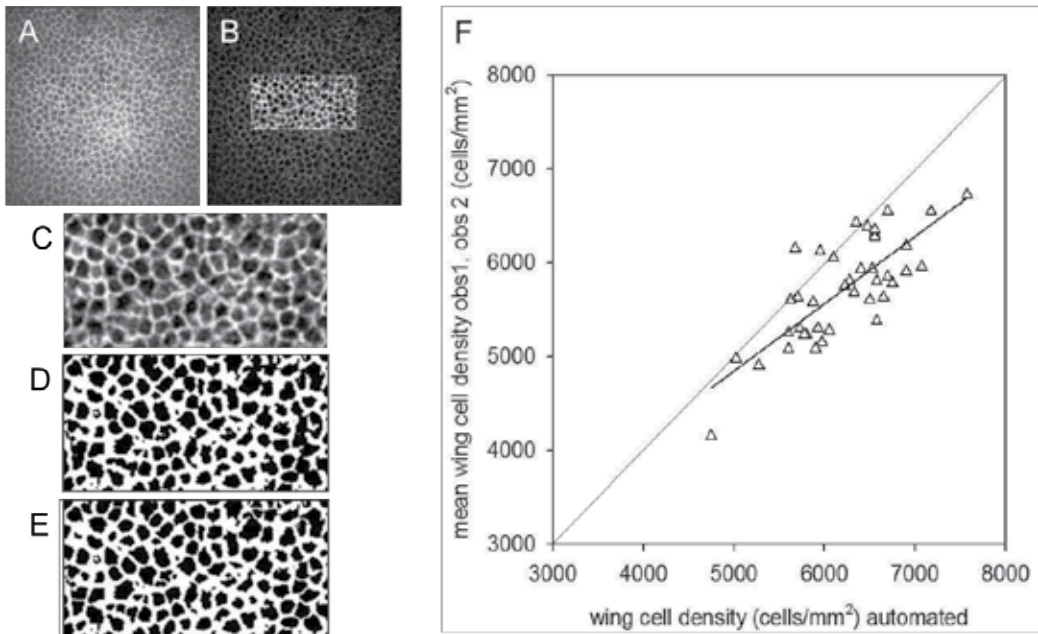 A
B
C
D
E
F
mean wing cell density obs1, obs 2 (cells/mm²)
8000
7000
6000
5000
4000
3000
3000 4000 5000 6000 7000 8000
wing cell density (cells/mm²) automated